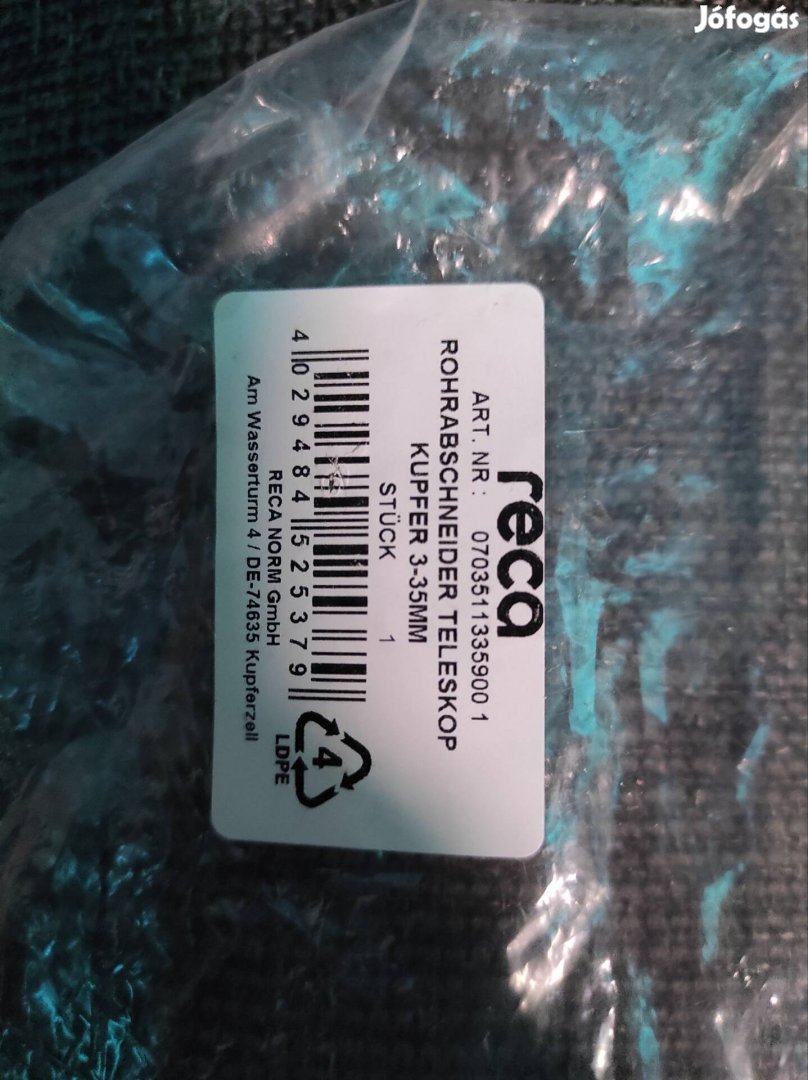 Jófogás
reca
ART. NR : 0703511335900 1
ROHRABSCHNEIDER TELESKOP
KUPFER 3-35MM
STÜCK 1
4 029484 525379
4
LDPE
RECA NORM GmbH
Am Wasserturm 4 / DE-74635 Kupferzell